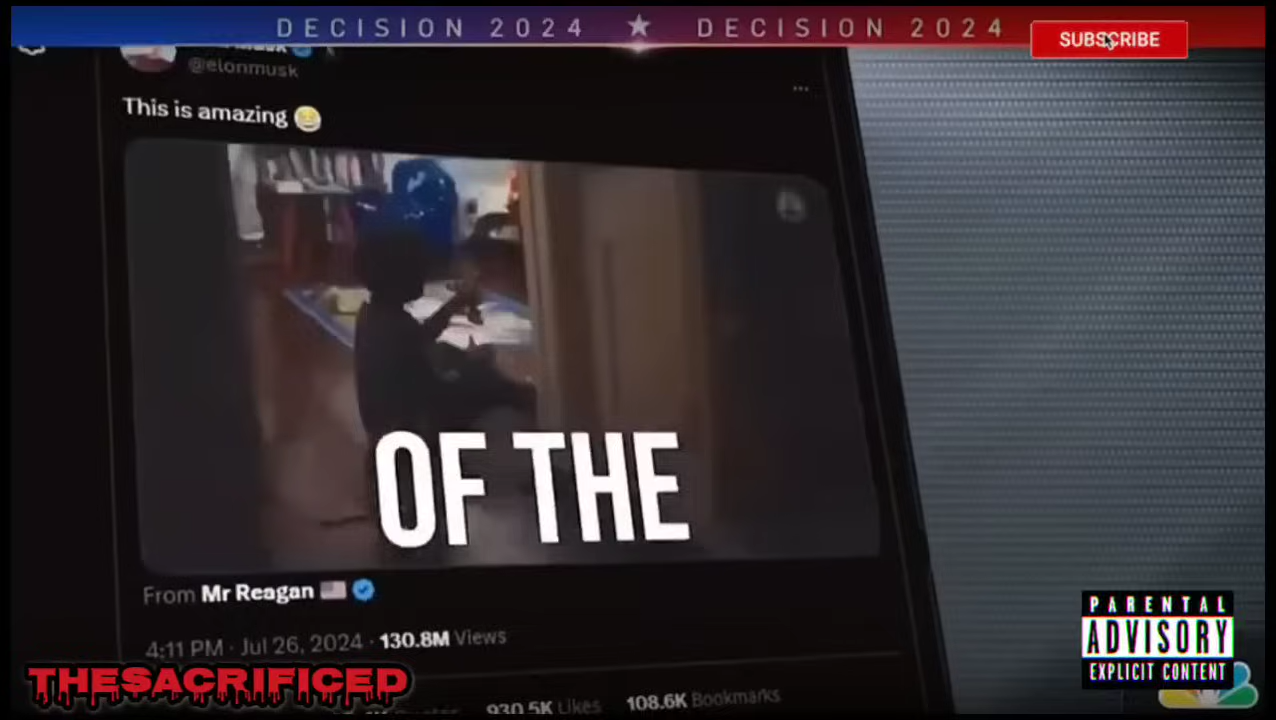 DECISION 2024 ★ DECISION 2024
SUBSCRIBE
@elonmusk
This is amazing 😂
OF THE
From Mr Reagan 🇺🇸
4:11 PM · Jul 26, 2024 · 130.8M Views
930.5K Likes 108.6K Bookmarks
THESACRIFICED
PARENTAL
ADVISORY
EXPLICIT CONTENT